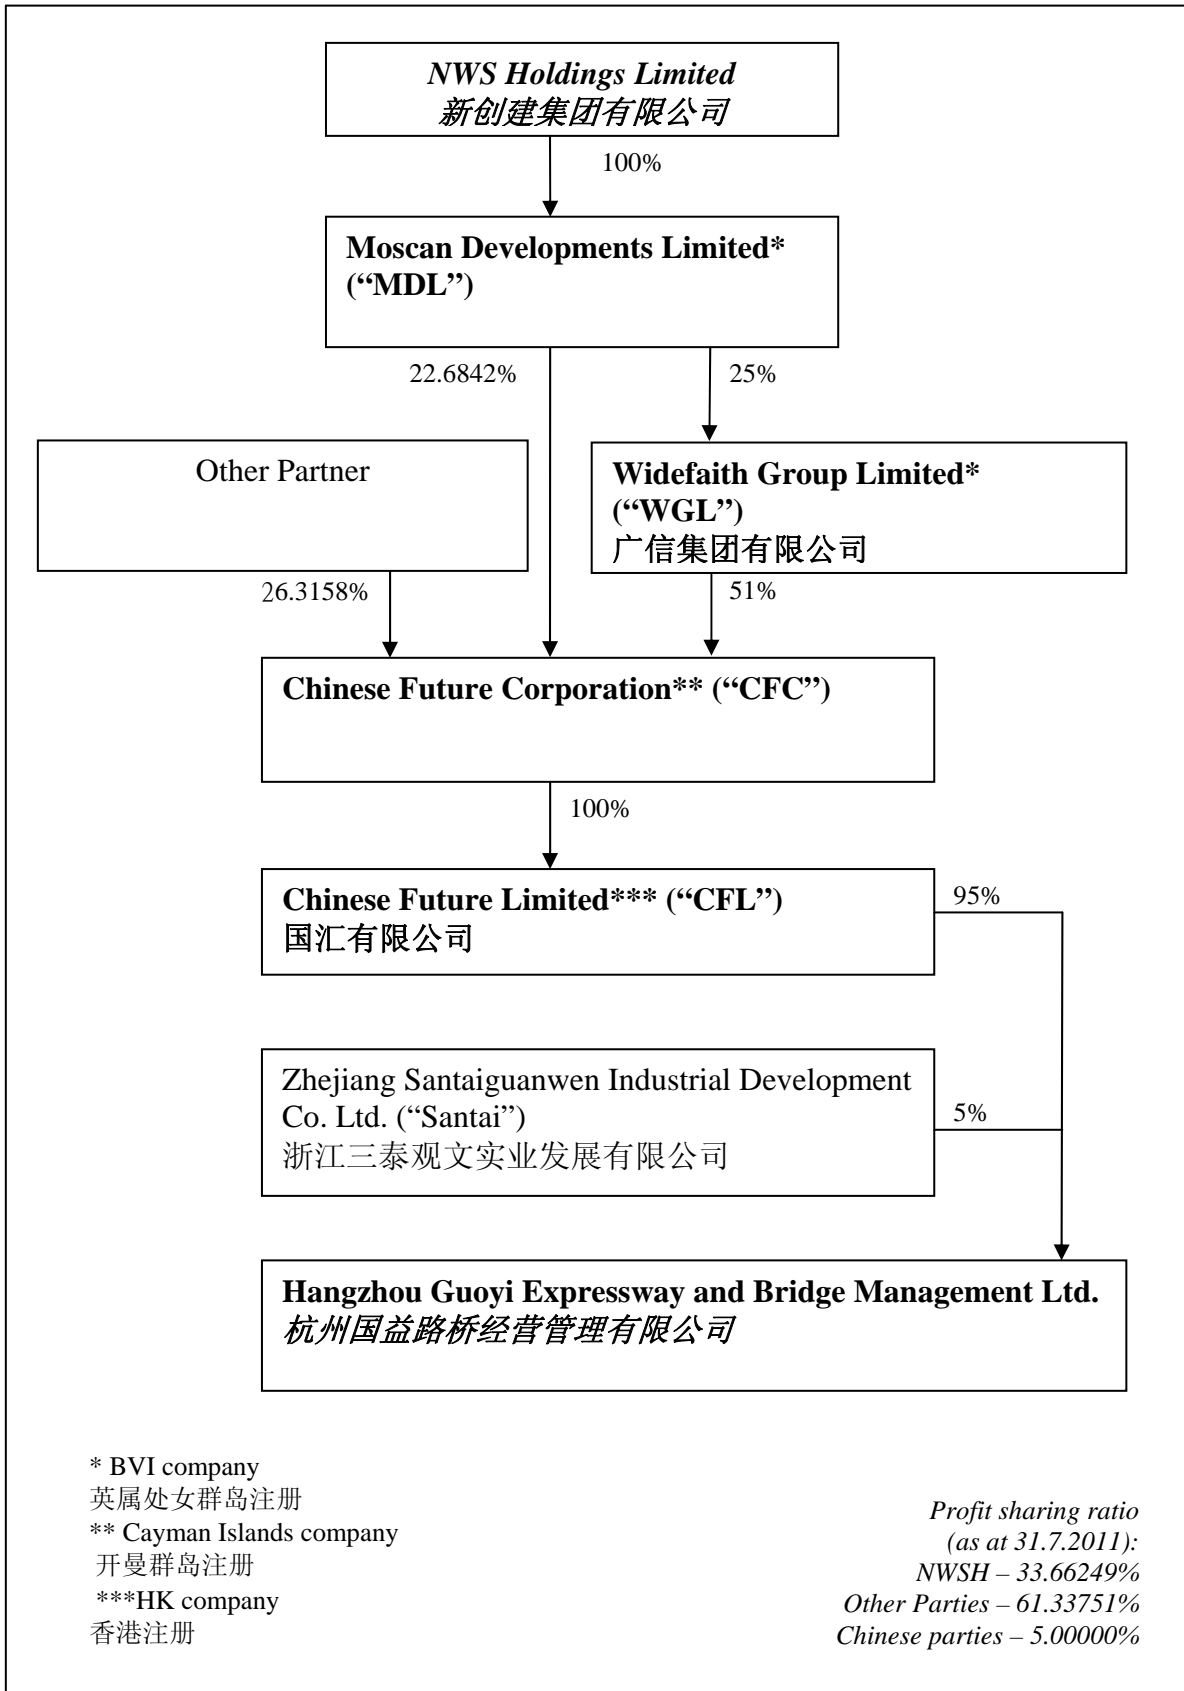 NWS Holdings Limited
新创建集团有限公司
100%
Moscan Developments Limited*
(“MDL”)
22.6842%
25%
Other Partner
Widefaith Group Limited*
(“WGL”)
广信集团有限公司
26.3158%
51%
Chinese Future Corporation** (“CFC”)
100%
Chinese Future Limited*** (“CFL”)
国汇有限公司
95%
Zhejiang Santaiguanwen Industrial Development
Co. Ltd. (“Santai”)
浙江三泰观文实业发展有限公司
5%
Hangzhou Guoyi Expressway and Bridge Management Ltd.
杭州国益路桥经营管理有限公司
* BVI company
英属处女群岛注册
** Cayman Islands company
开曼群岛注册
***HK company
香港注册
Profit sharing ratio
(as at 31.7.2011):
NWSH – 33.66249%
Other Parties – 61.33751%
Chinese parties – 5.00000%